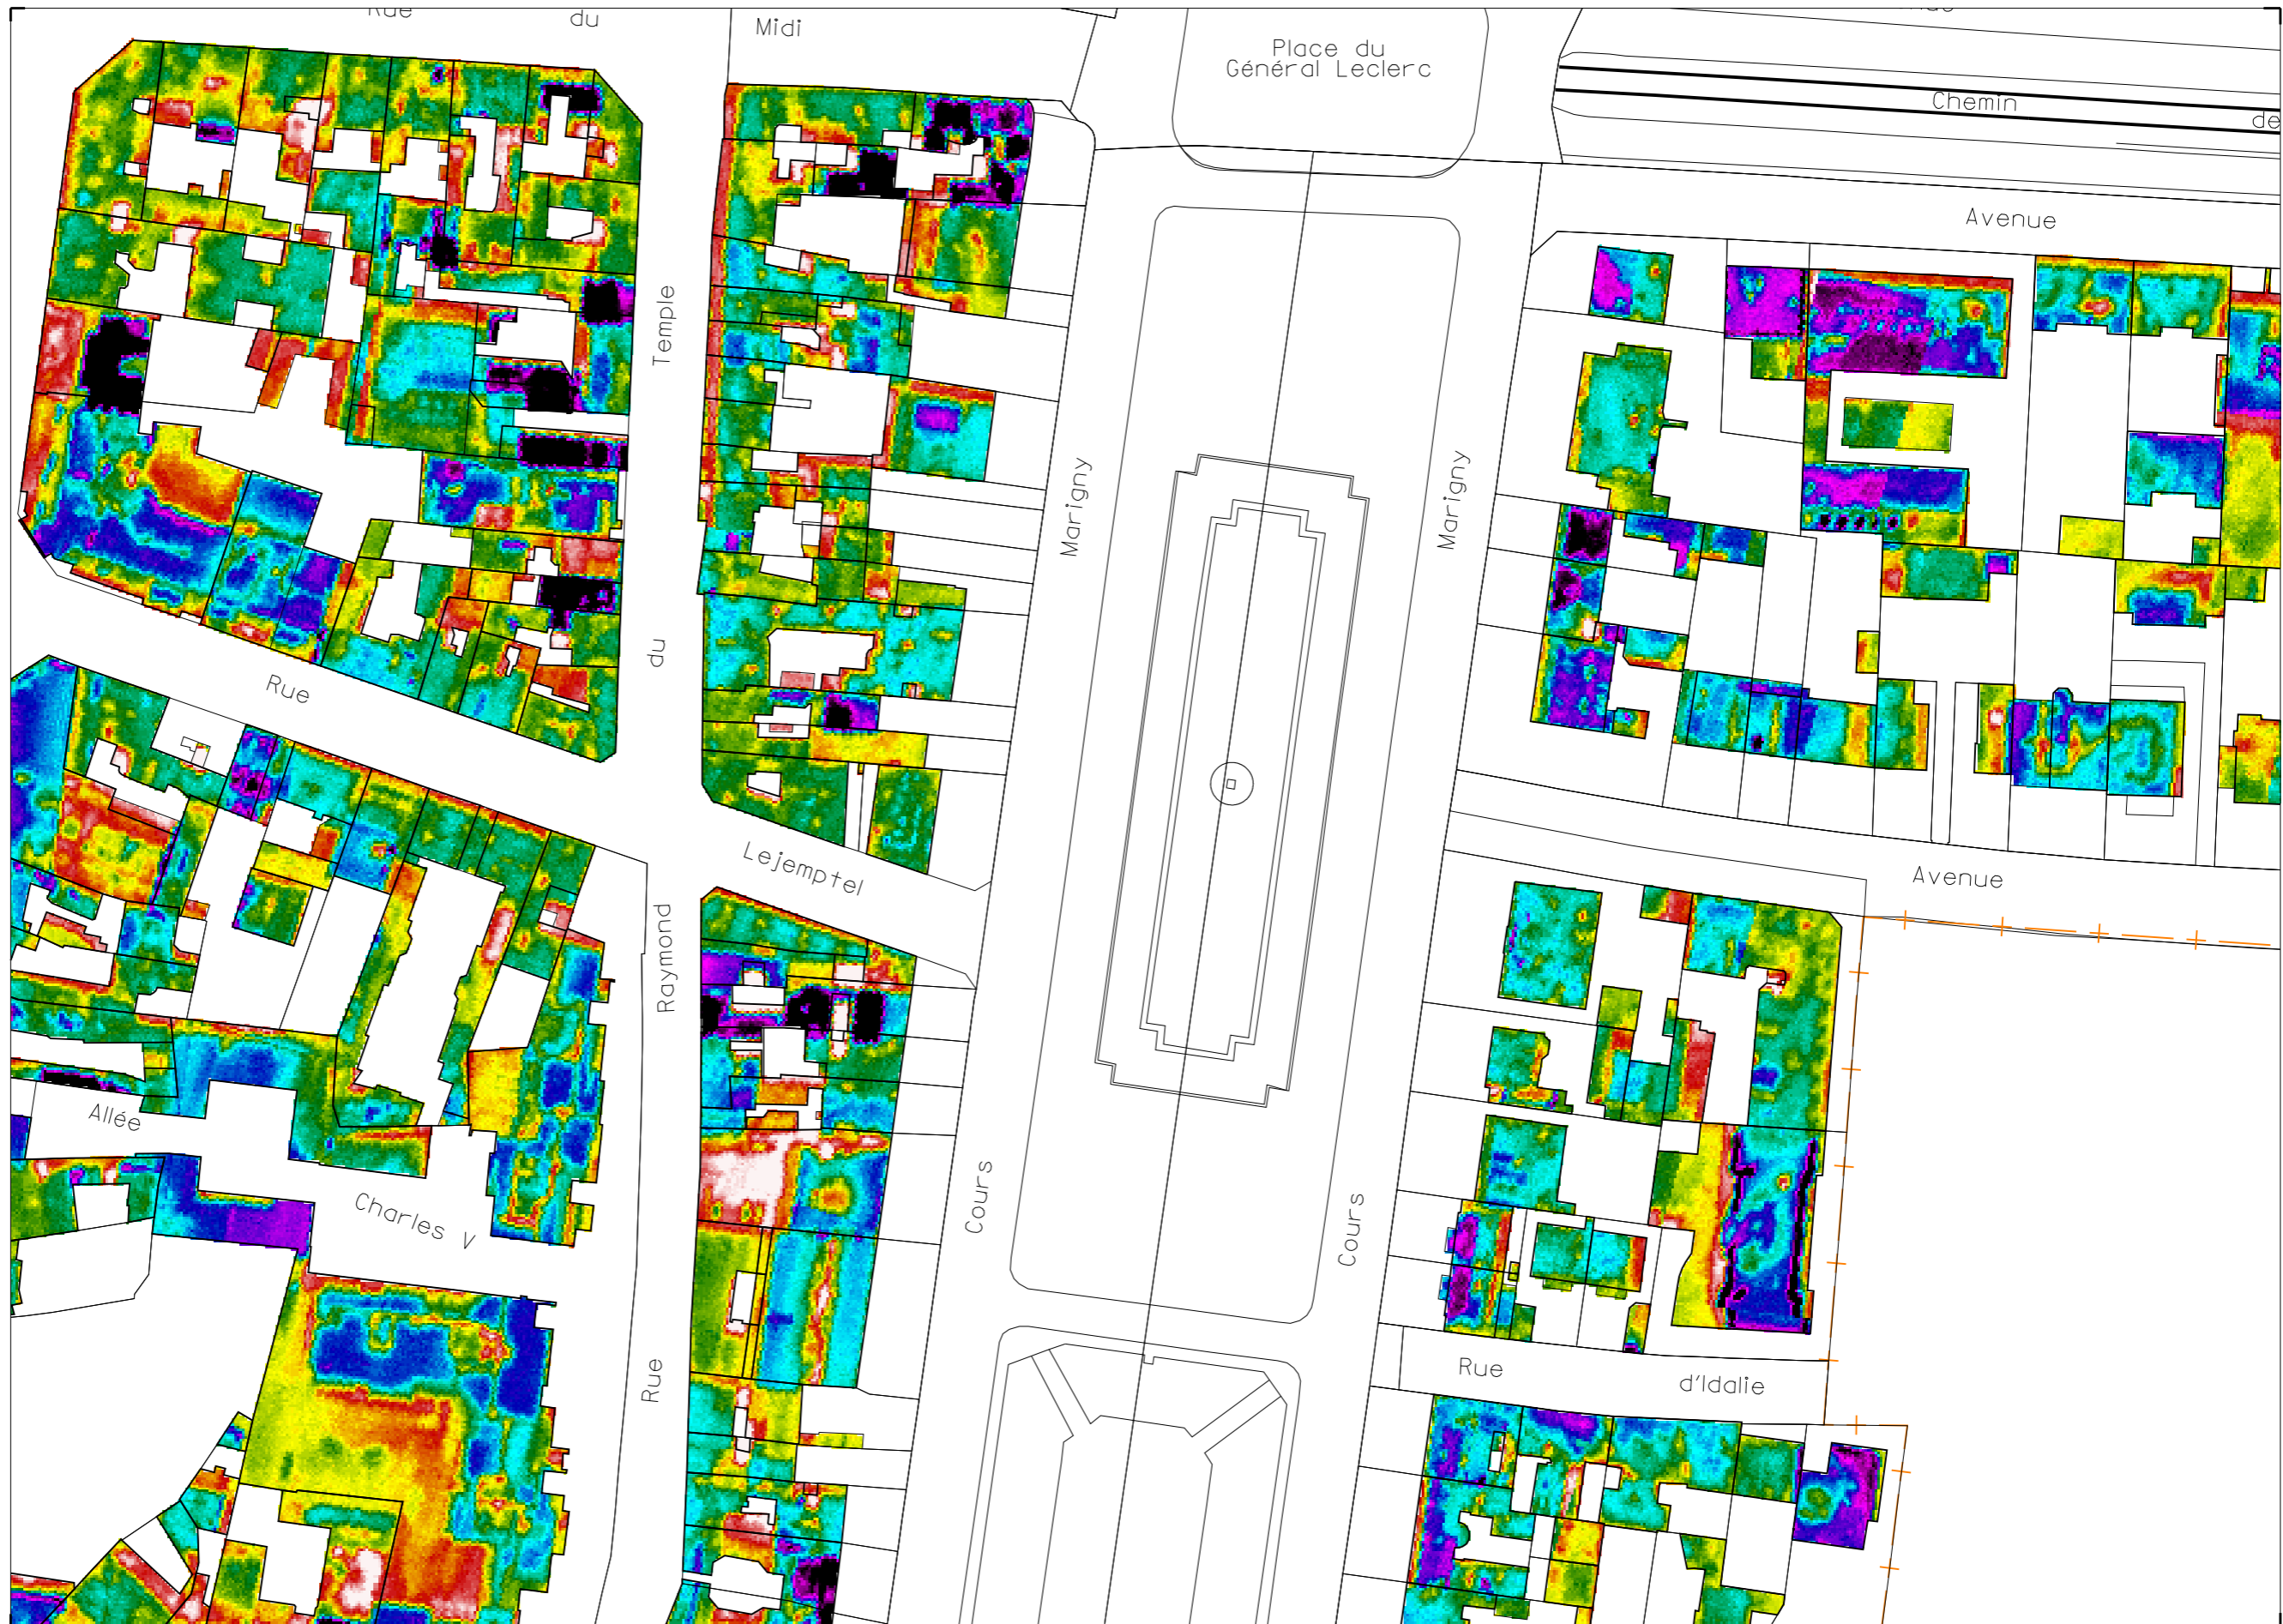 Rue
du
Midi
Place du
Général Leclerc
Chemin
de
Avenue
Temple
Marigny
Marigny
du
Rue
Lejemptel
Avenue
Raymond
Allée
Charles V
Cours
Cours
Rue
Rue
d'Idalie